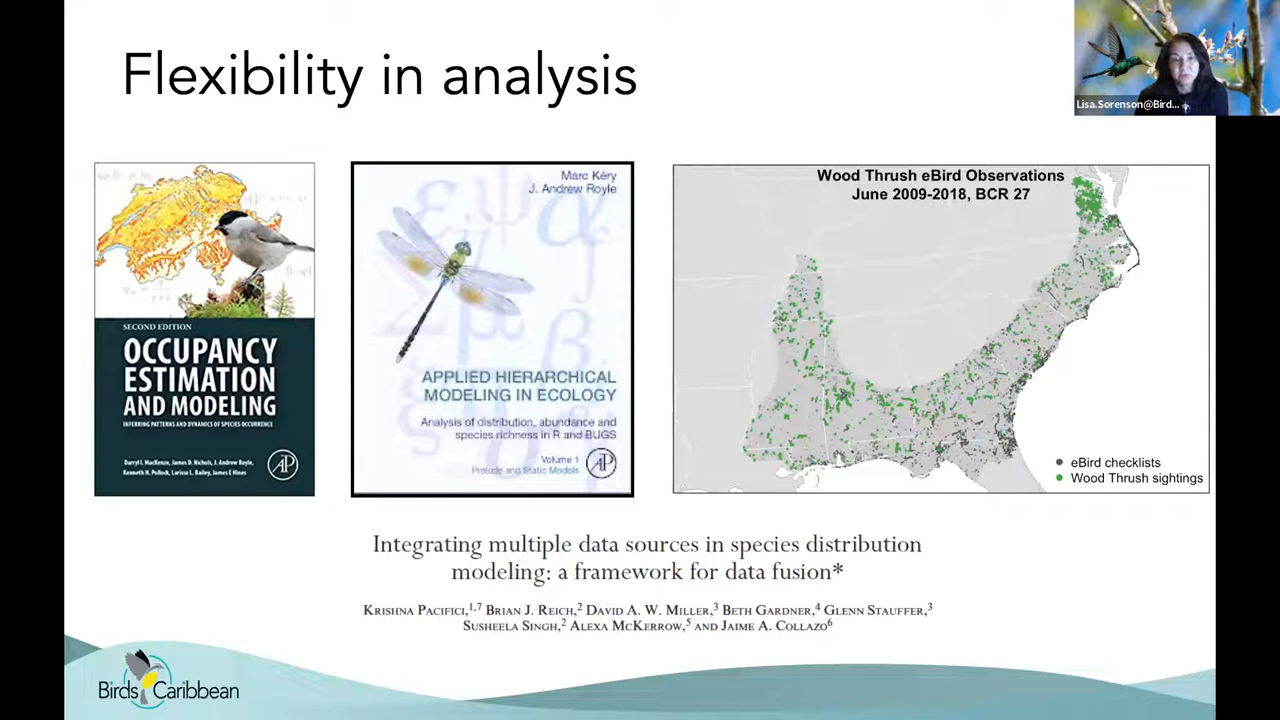 Flexibility in analysis
Lisa.Sorenson@Bird...
SECOND EDITION
OCCUPANCY
ESTIMATION
AND MODELING
INFERRING PATTERNS AND DYNAMICS OF SPECIES OCCURRENCE
Darryl I. MacKenzie, James D. Nichols, J. Andrew Royle,
Kenneth H. Pollock, Larissa L. Bailey, James E Hines
AP
Marc Kéry
J. Andrew Royle
APPLIED HIERARCHICAL
MODELING IN ECOLOGY
Analysis of distribution, abundance and
species richness in R and BUGS
Volume 1
Prelude and Static Models
AP
Wood Thrush eBird Observations
June 2009-2018, BCR 27
eBird checklists
Wood Thrush sightings
Integrating multiple data sources in species distribution
modeling: a framework for data fusion*
Krishna Pacifici,1,7 Brian J. Reich,2 David A. W. Miller,3 Beth Gardner,4 Glenn Stauffer,3
Susheela Singh,2 Alexa McKerrow,5 and Jaime A. Collazo6
BirdsCaribbean